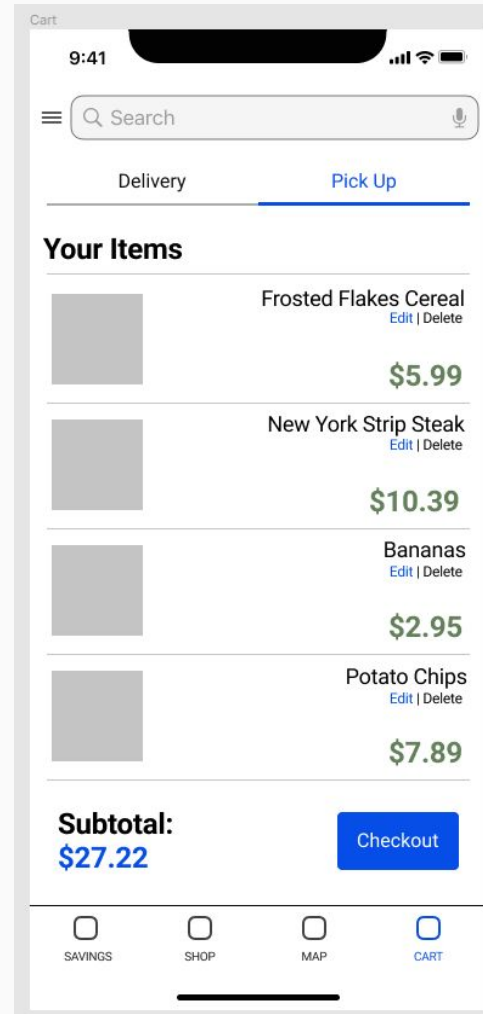 Cart
9:41
Search
Delivery Pick Up
Your Items
Frosted Flakes Cereal
Edit | Delete
$5.99
New York Strip Steak
Edit | Delete
$10.39
Bananas
Edit | Delete
$2.95
Potato Chips
Edit | Delete
$7.89
Subtotal:
$27.22
Checkout
SAVINGS SHOP MAP CART